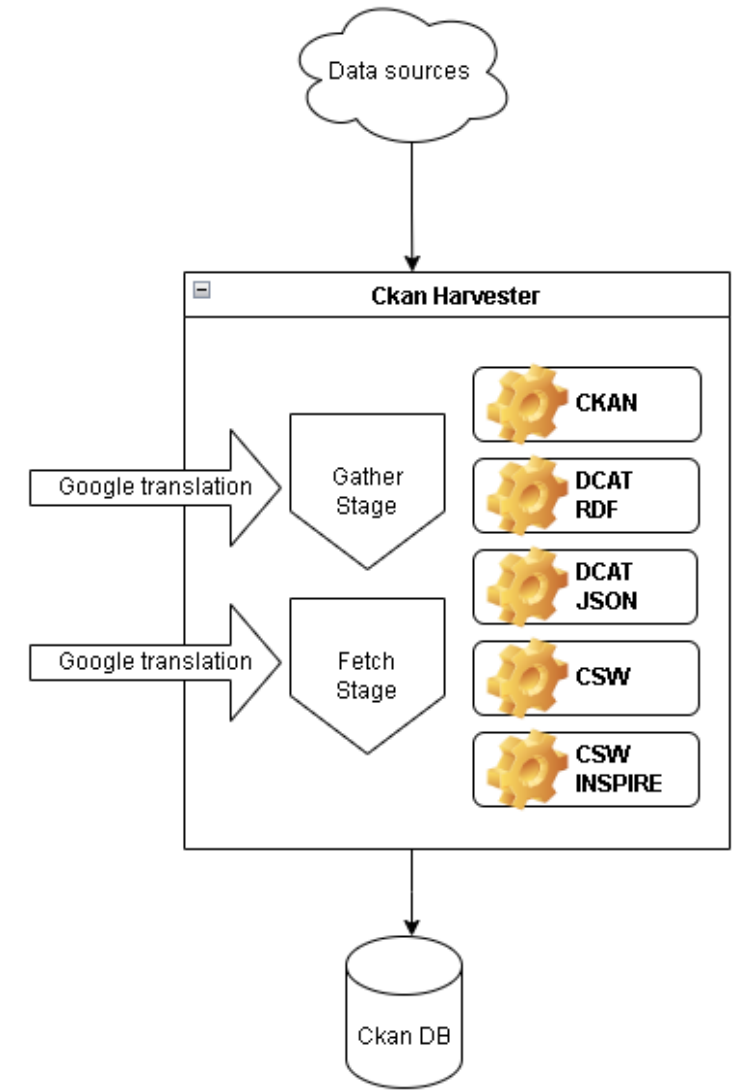 Data sources
Ckan Harvester
CKAN
Google translation
Gather
Stage
DCAT
RDF
DCAT
JSON
Google translation
Fetch
Stage
CSW
CSW
INSPIRE
Ckan DB